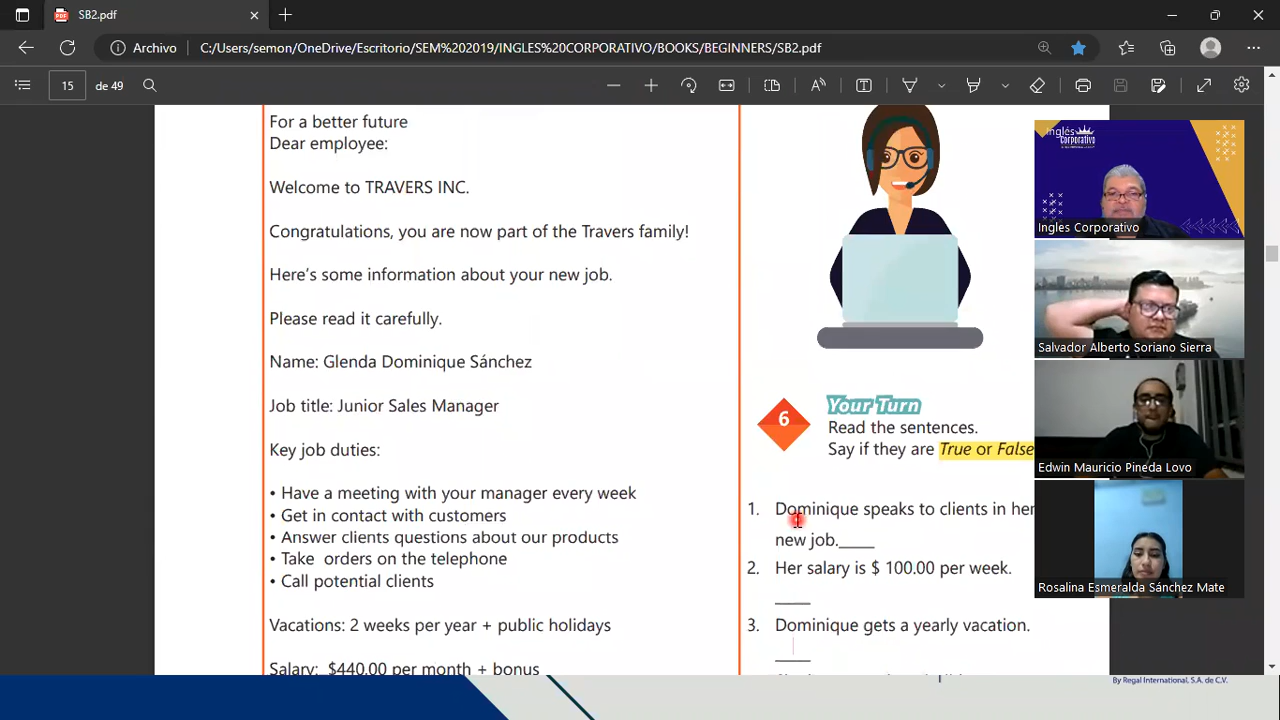 SB2.pdf
Archivo
C:/Users/semon/OneDrive/Escritorio/SEM%202019/INGLES%20CORPORATIVO/BOOKS/BEGINNERS/SB2.pdf
15 de 49
For a better future
Dear employee:
Welcome to TRAVERS INC.
Congratulations, you are now part of the Travers family!
Here's some information about your new job.
Please read it carefully.
Name: Glenda Dominique Sánchez
Job title: Junior Sales Manager
Key job duties:
• Have a meeting with your manager every week
• Get in contact with customers
• Answer clients questions about our products
• Take orders on the telephone
• Call potential clients
Vacations: 2 weeks per year + public holidays
Salary: $440.00 per month + bonus
6
Your Turn
Read the sentences.
Say if they are True or False
1. Dominique speaks to clients in her
new job.____
2. Her salary is $ 100.00 per week.
____
3. Dominique gets a yearly vacation.
____
Inglés
Corporativo
Ingles Corporativo
Salvador Alberto Soriano Sierra
Edwin Mauricio Pineda Lovo
Rosalina Esmeralda Sánchez Mate
By Regal International, S.A. de C.V.